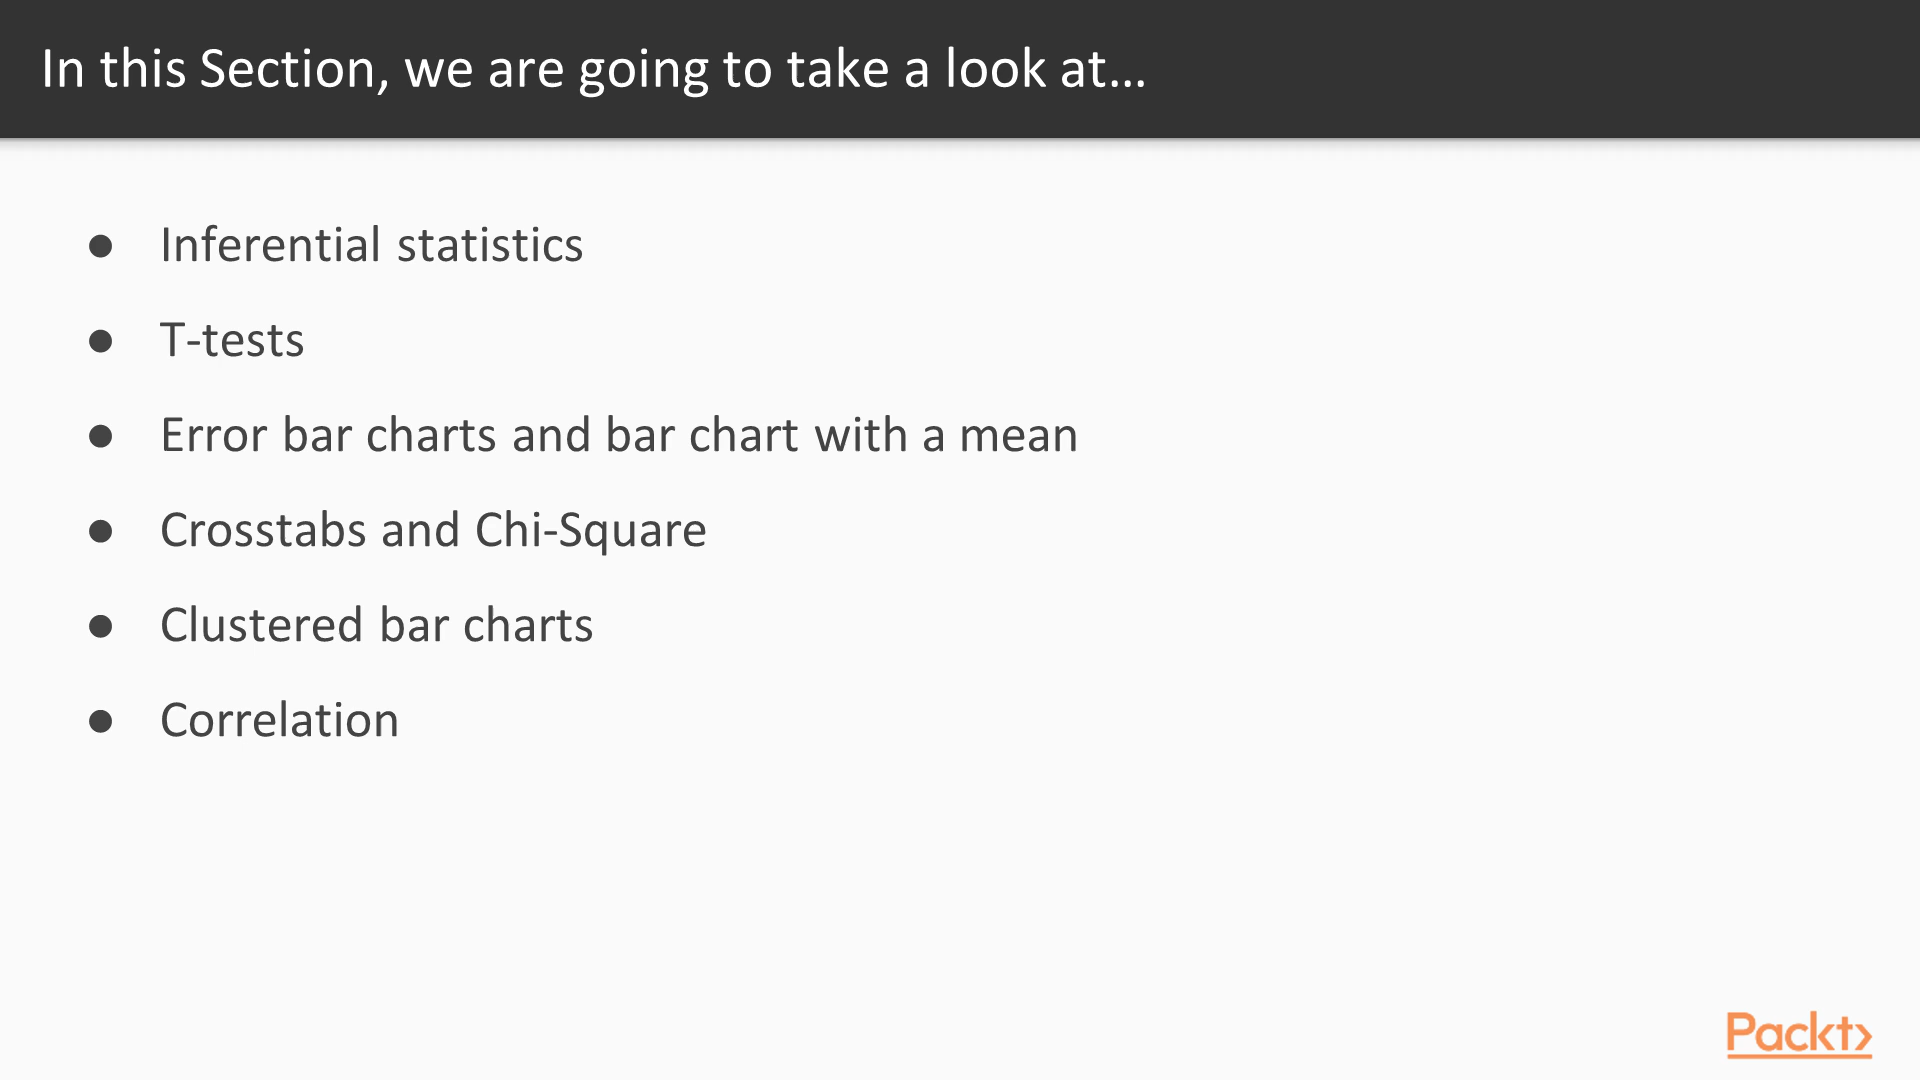 In this Section, we are going to take a look at…
● Inferential statistics
● T-tests
● Error bar charts and bar chart with a mean
● Crosstabs and Chi-Square
● Clustered bar charts
● Correlation
Packt>